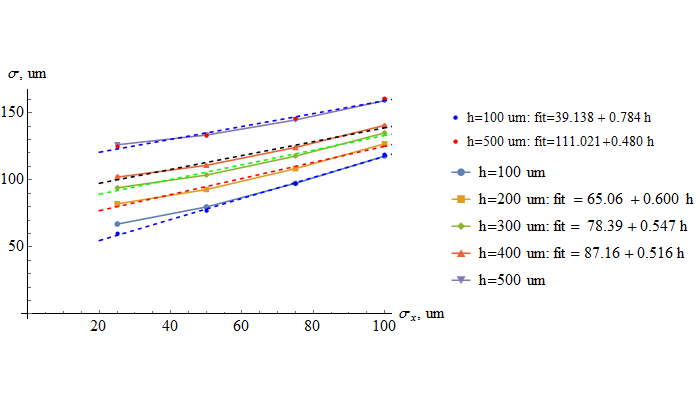 σ, um
150
100
50
20
40
60
80
100
σx, um
h=100 um: fit=39.138 + 0.784 h
h=500 um: fit=111.021+0.480 h
h=100 um
h=200 um: fit = 65.06 + 0.600 h
h=300 um: fit = 78.39 + 0.547 h
h=400 um: fit = 87.16 + 0.516 h
h=500 um